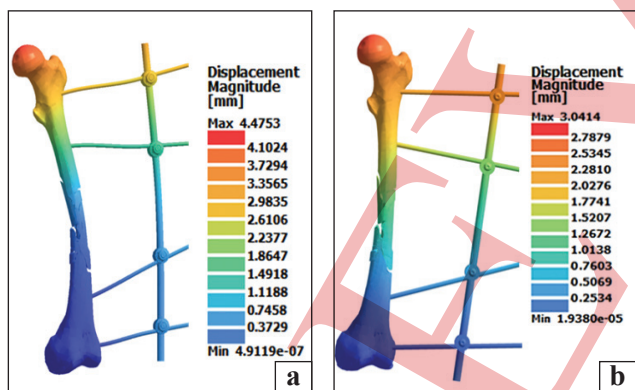 Displacement
Magnitude
[mm]
Max 4.4753
4.1024
3.7294
3.3565
2.9835
2.6106
2.2377
1.8647
1.4918
1.1188
0.7458
0.3729
Min 4.9119e-07
a
Displacement
Magnitude
[mm]
Max 3.0414
2.7879
2.5345
2.2810
2.0276
1.7741
1.5207
1.2672
1.0138
0.7603
0.5069
0.2534
Min 1.9380e-05
b